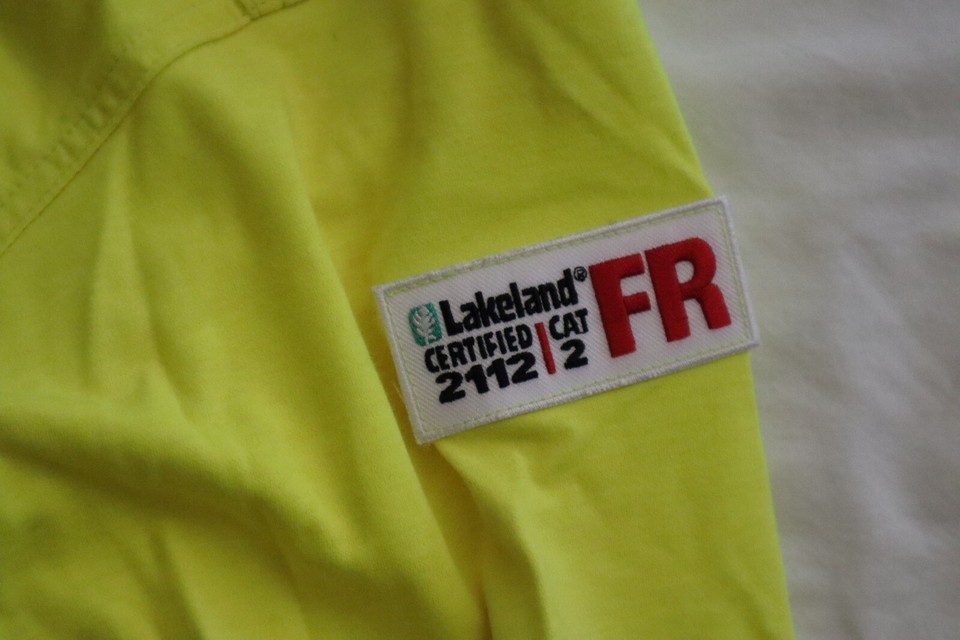 Lakeland®
CERTIFIED | CAT
2112 | 2
FR